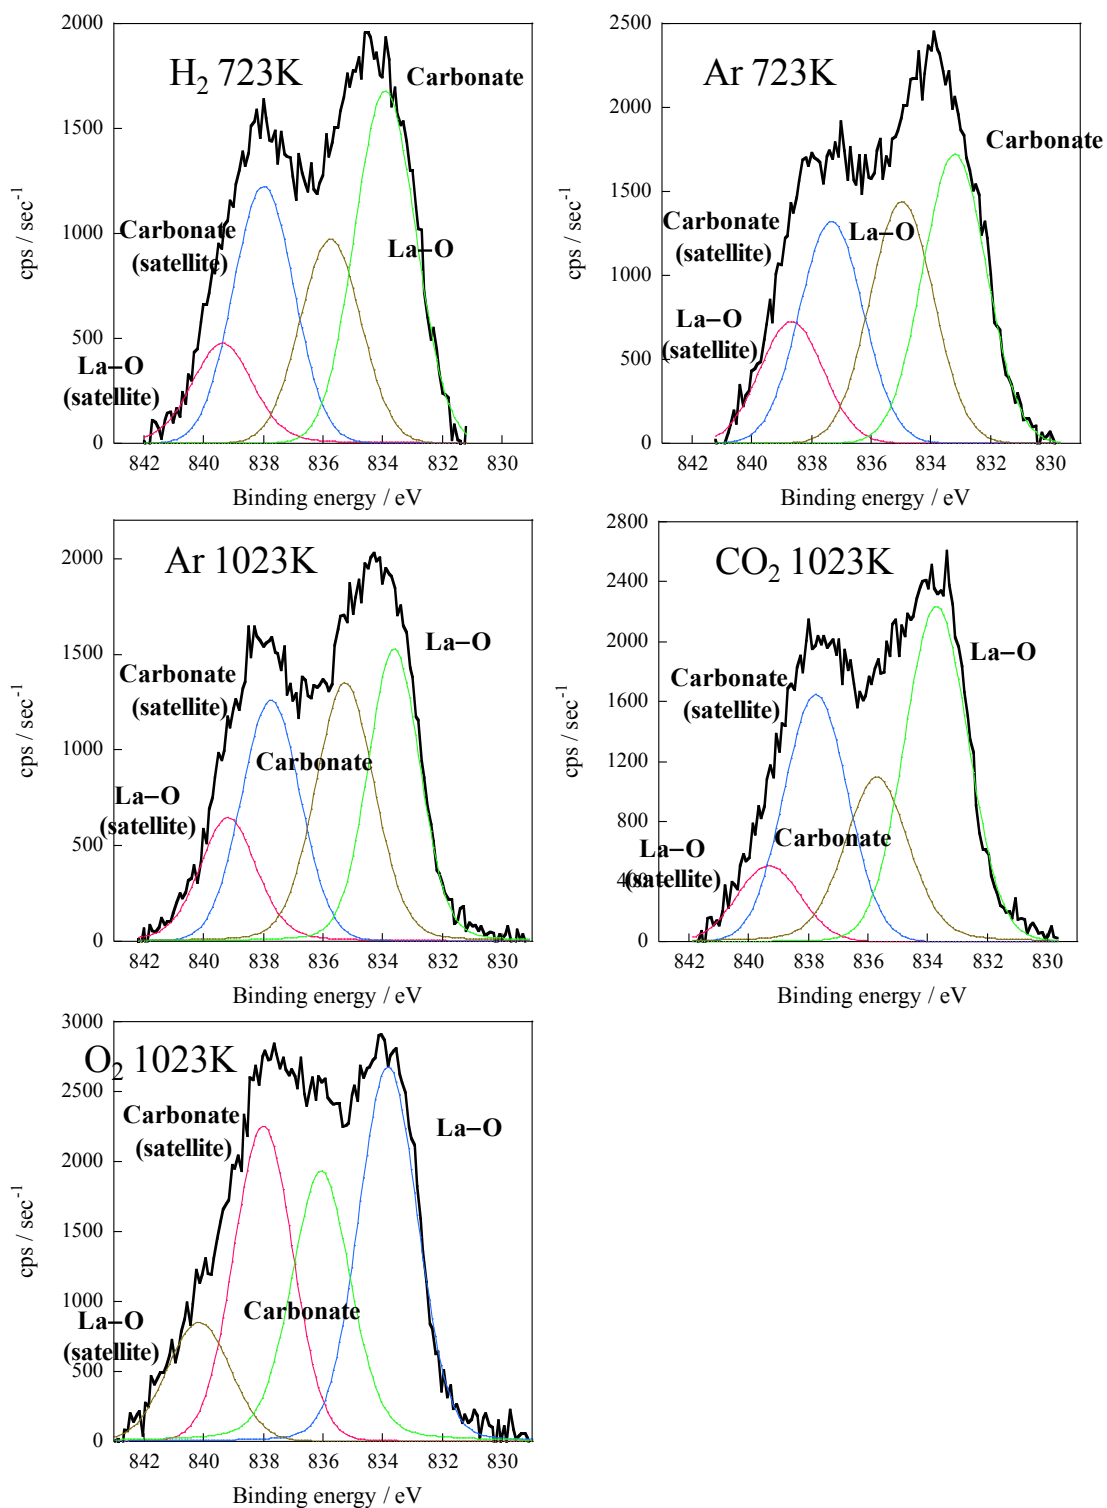 H2 723K
Carbonate
Carbonate
(satellite)
La–O
La–O
(satellite)
2000
1500
1000
500
0
842 840 838 836 834 832 830
cps / sec-1
Binding energy / eV
Ar 723K
Carbonate
Carbonate
(satellite)
La–O
La–O
(satellite)
2500
2000
1500
1000
500
0
842 840 838 836 834 832 830
cps / sec-1
Binding energy / eV
Ar 1023K
La–O
Carbonate
(satellite)
Carbonate
La–O
(satellite)
2000
1500
1000
500
0
842 840 838 836 834 832 830
cps / sec-1
Binding energy / eV
CO2 1023K
La–O
Carbonate
(satellite)
Carbonate
La–O
(satellite)
2800
2400
2000
1600
1200
800
400
0
842 840 838 836 834 832 830
cps / sec-1
Binding energy / eV
O2 1023K
Carbonate
(satellite)
La–O
Carbonate
La–O
(satellite)
3000
2500
2000
1500
1000
500
0
842 840 838 836 834 832 830
cps / sec-1
Binding energy / eV